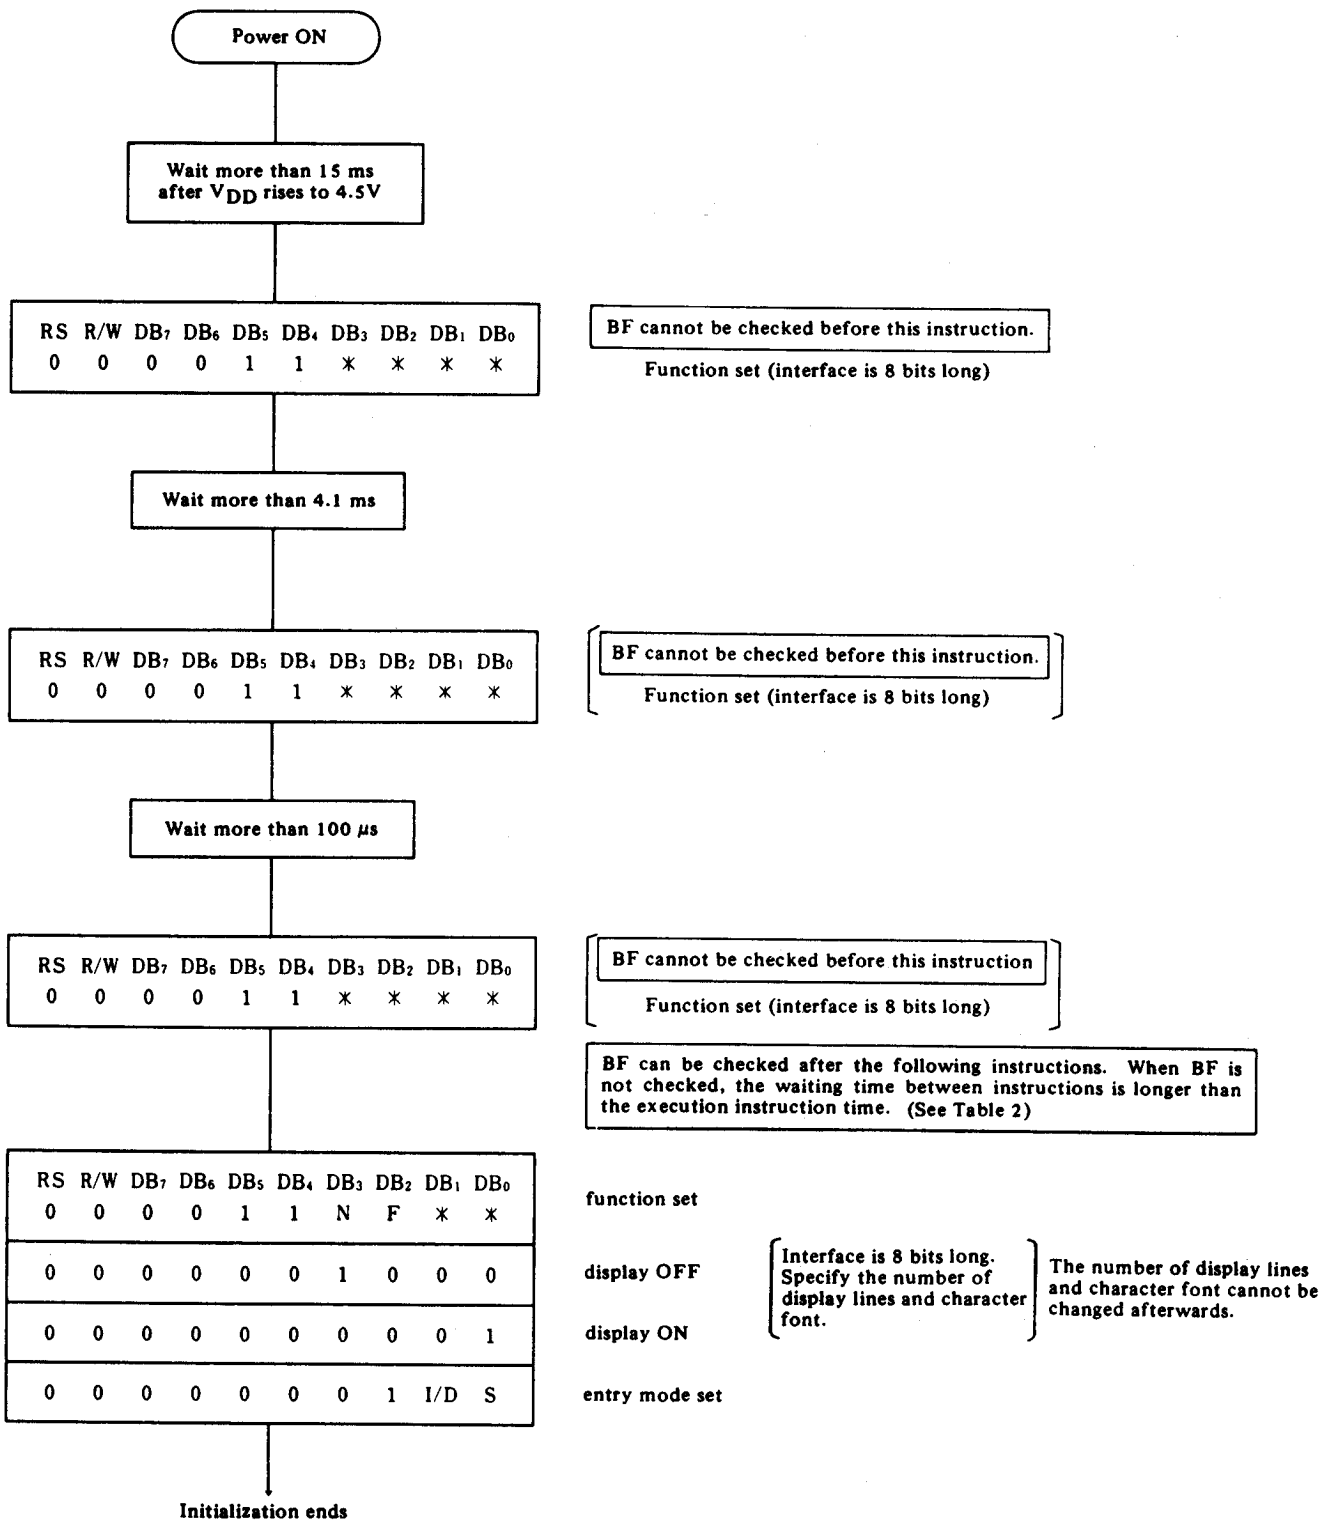 Power ON
Wait more than 15 ms
after VDD rises to 4.5V
RS R/W DB7 DB6 DB5 DB4 DB3 DB2 DB1 DB0
0 0 0 0 1 1 * * * *
BF cannot be checked before this instruction.
Function set (interface is 8 bits long)
Wait more than 4.1 ms
RS R/W DB7 DB6 DB5 DB4 DB3 DB2 DB1 DB0
0 0 0 0 1 1 * * * *
BF cannot be checked before this instruction.
Function set (interface is 8 bits long)
Wait more than 100 μs
RS R/W DB7 DB6 DB5 DB4 DB3 DB2 DB1 DB0
0 0 0 0 1 1 * * * *
BF cannot be checked before this instruction
Function set (interface is 8 bits long)
BF can be checked after the following instructions. When BF is
not checked, the waiting time between instructions is longer than
the execution instruction time. (See Table 2)
RS R/W DB7 DB6 DB5 DB4 DB3 DB2 DB1 DB0
0 0 0 0 1 1 N F * *
function set
0 0 0 0 0 0 1 0 0 0
display OFF
Interface is 8 bits long.
Specify the number of
display lines and character
font.
The number of display lines
and character font cannot be
changed afterwards.
0 0 0 0 0 0 0 0 0 1
display ON
0 0 0 0 0 0 0 1 I/D S
entry mode set
Initialization ends